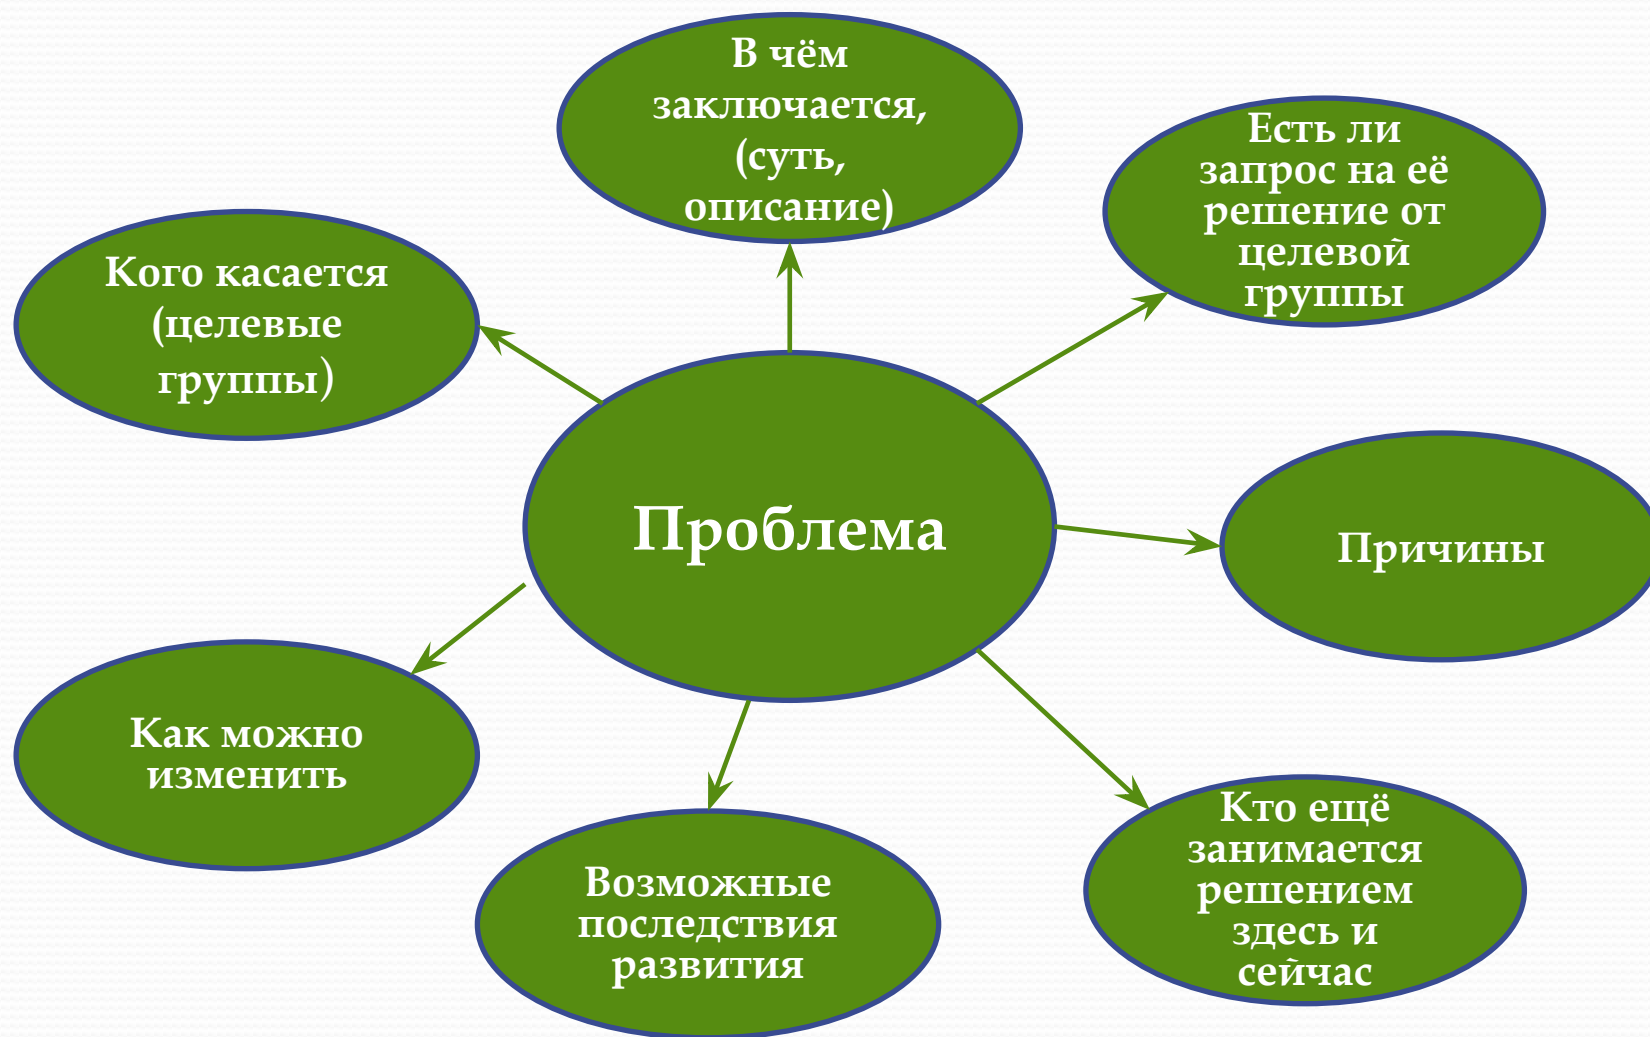 В чём
заключается,
(суть,
описание)
Есть ли
запрос на её
решение от
целевой
группы
Кого касается
(целевые
группы)
Проблема
Причины
Как можно
изменить
Возможные
последствия
развития
Кто ещё
занимается
решением
здесь и
сейчас